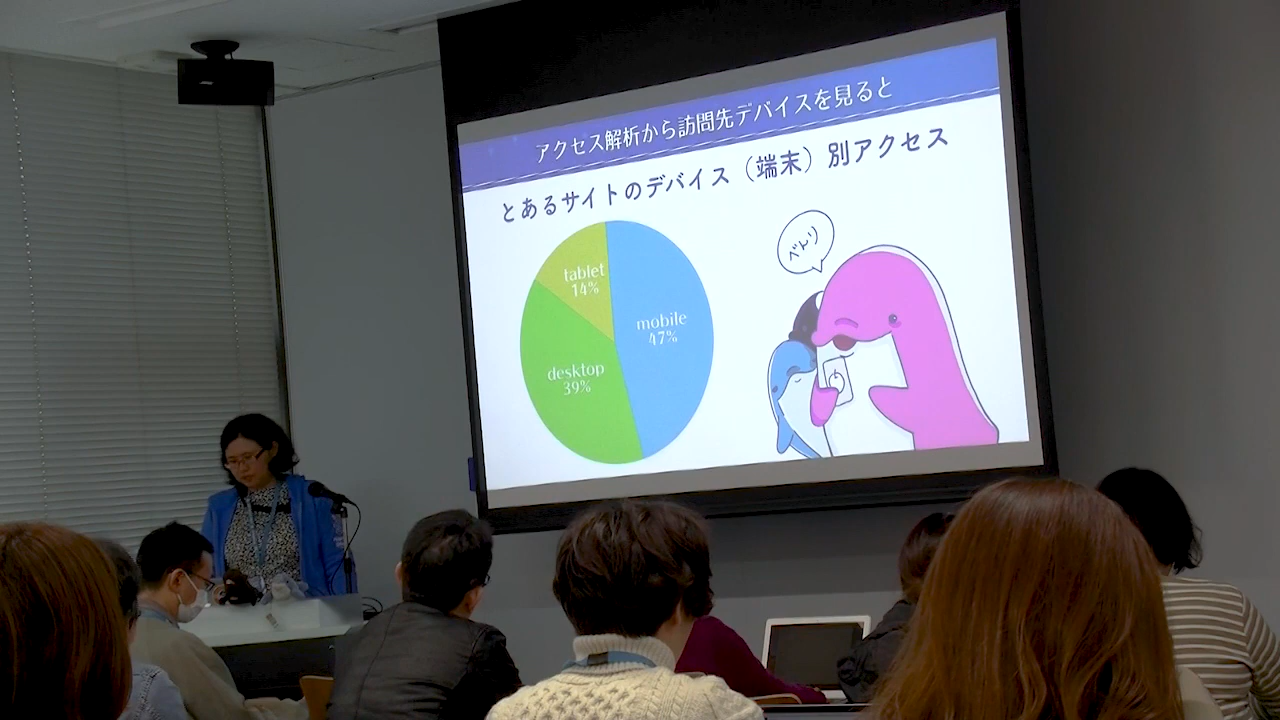 アクセス解析から訪問先デバイスを見ると
とあるサイトのデバイス（端末）別アクセス
べんり
tablet
14%
mobile
47%
desktop
39%